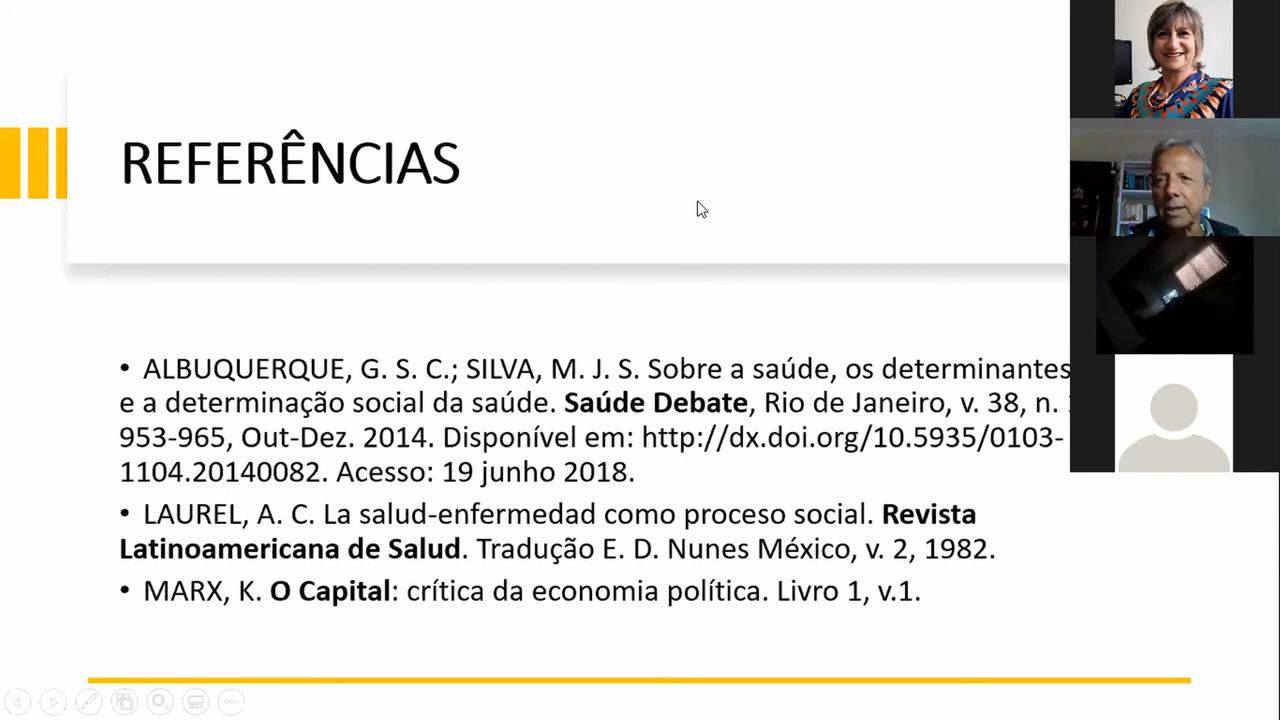 REFERÊNCIAS
• ALBUQUERQUE, G. S. C.; SILVA, M. J. S. Sobre a saúde, os determinantes
e a determinação social da saúde. Saúde Debate, Rio de Janeiro, v. 38, n.
953-965, Out-Dez. 2014. Disponível em: http://dx.doi.org/10.5935/0103-
1104.20140082. Acesso: 19 junho 2018.
• LAUREL, A. C. La salud-enfermedad como proceso social. Revista
Latinoamericana de Salud. Tradução E. D. Nunes México, v. 2, 1982.
• MARX, K. O Capital: crítica da economia política. Livro 1, v.1.